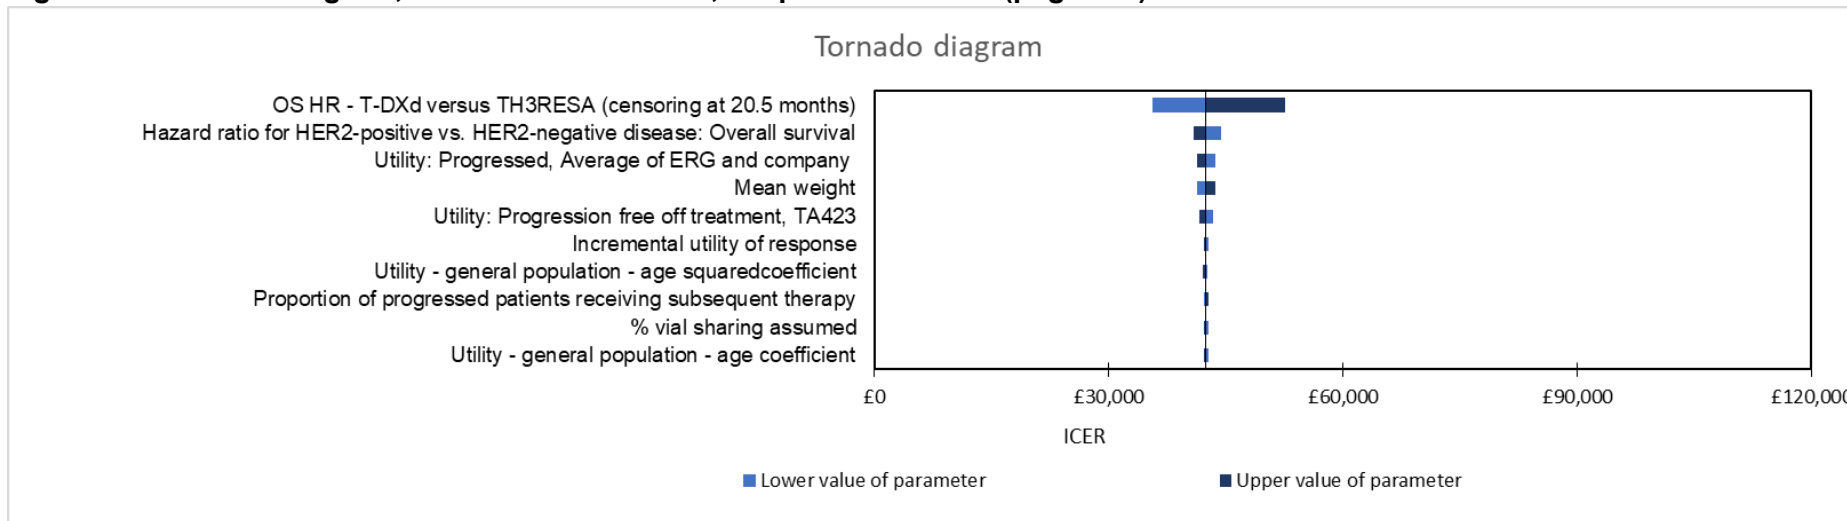 Tornado diagram
OS HR - T-DXd versus TH3RESA (censoring at 20.5 months)
Hazard ratio for HER2-positive vs. HER2-negative disease: Overall survival
Utility: Progressed, Average of ERG and company
Mean weight
Utility: Progression free off treatment, TA423
Incremental utility of response
Utility - general population - age squaredcoefficient
Proportion of progressed patients receiving subsequent therapy
% vial sharing assumed
Utility - general population - age coefficient
£0 £30,000 £60,000 £90,000 £120,000
ICER
Lower value of parameter Upper value of parameter